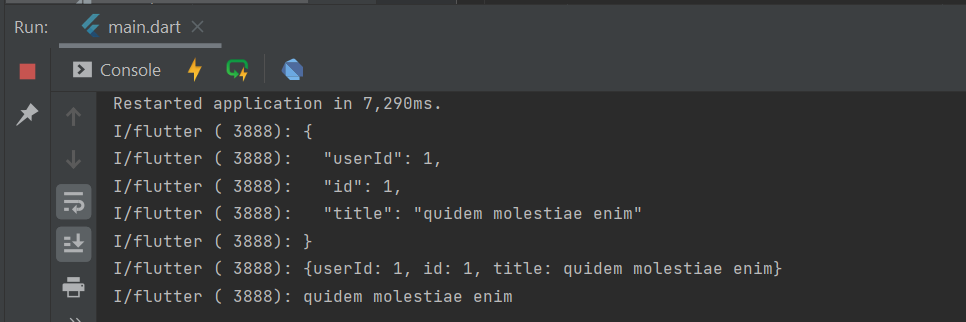 Run: main.dart
Console
Restarted application in 7,290ms.
I/flutter ( 3888): {
I/flutter ( 3888):   "userId": 1,
I/flutter ( 3888):   "id": 1,
I/flutter ( 3888):   "title": "quidem molestiae enim"
I/flutter ( 3888): }
I/flutter ( 3888): {userId: 1, id: 1, title: quidem molestiae enim}
I/flutter ( 3888): quidem molestiae enim